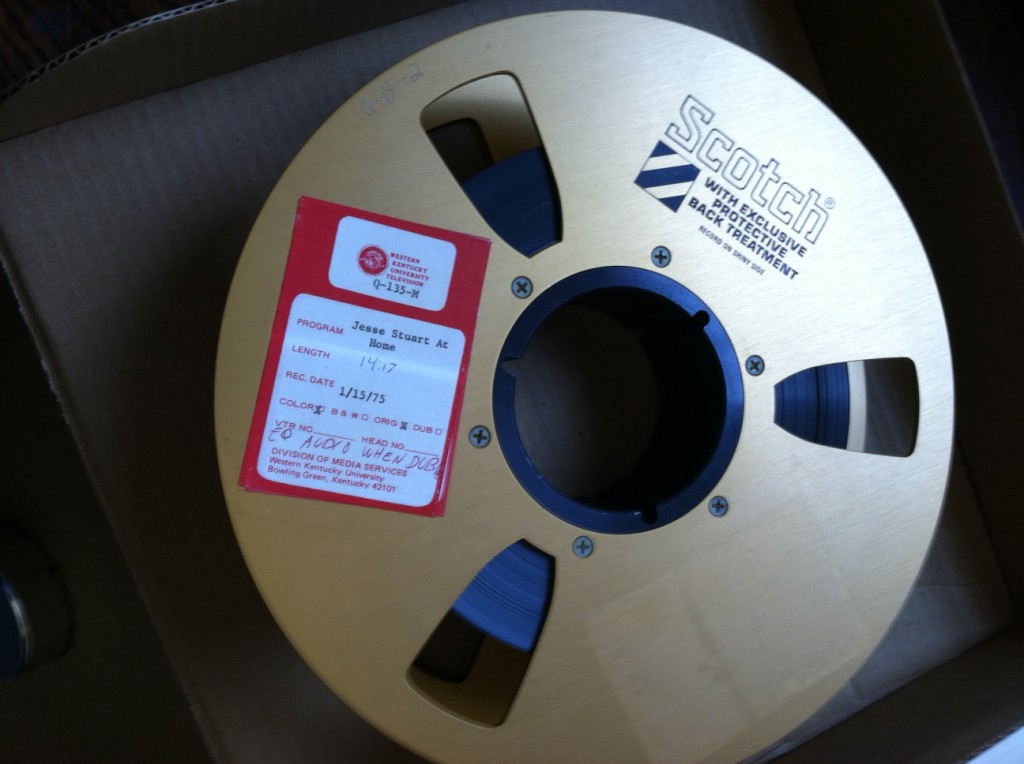 Q-5-2
Scotch®
WITH EXCLUSIVE
PROTECTIVE
BACK TREATMENT
RECORD ON SHINY SIDE
WESTERN
KENTUCKY
UNIVERSITY
TELEVISION
Q-135-M
PROGRAM Jesse Stuart At
Home
LENGTH 14:17
REC. DATE 1/15/75
COLOR ☒ B & W ☐ ORIG ☒ DUB ☐
VTR NO. HEAD NO.
EQ AUDIO WHEN DUB
DIVISION OF MEDIA SERVICES
Western Kentucky University
Bowling Green, Kentucky 42101